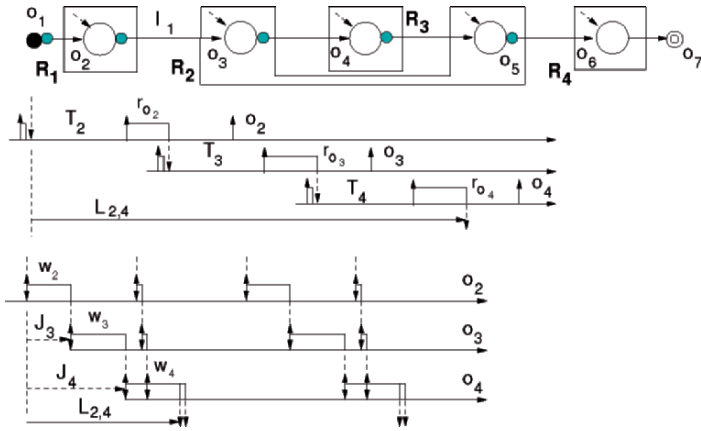 o1 I1 R3
R1 o2 R2 o3 o4 o5 R4 o6 o7
T2 ro2 o2
T3 ro3 o3
T4 ro4 o4
L2,4
w2 o2
J3 w3 o3
J4 w4 o4
L2,4